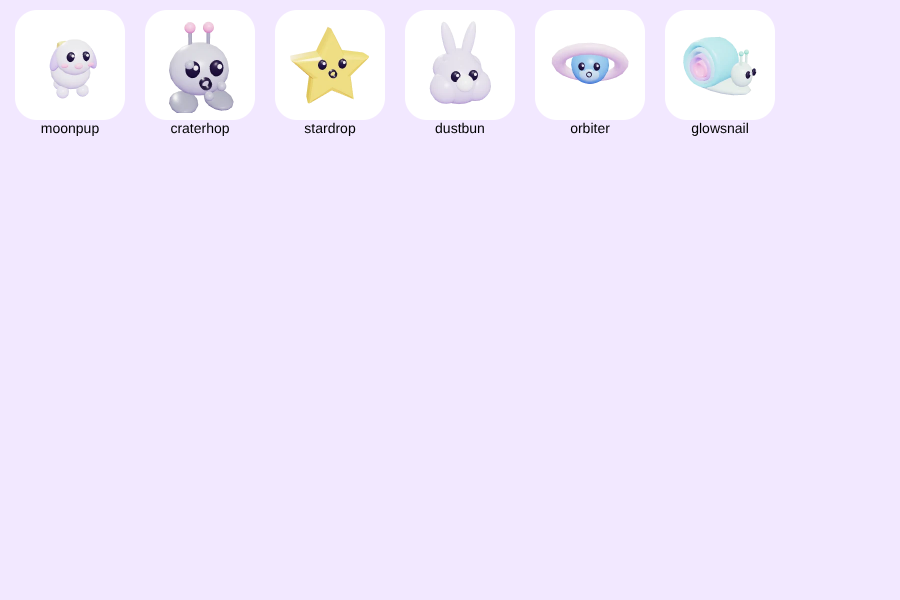 moonpup
craterhop
stardrop
dustbun
orbiter
glowsnail